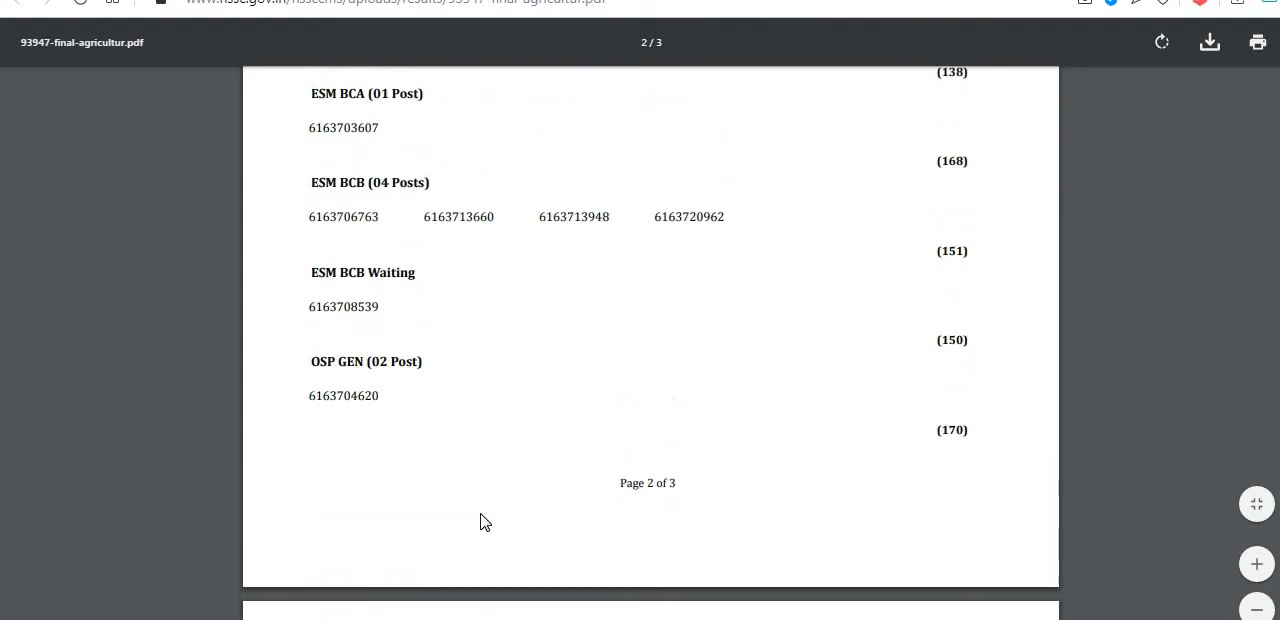 93947-final-agricultur.pdf 2 / 3
(138)
ESM BCA (01 Post)
6163703607
(168)
ESM BCB (04 Posts)
6163706763 6163713660 6163713948 6163720962
(151)
ESM BCB Waiting
6163708539
(150)
OSP GEN (02 Post)
6163704620
(170)
Page 2 of 3